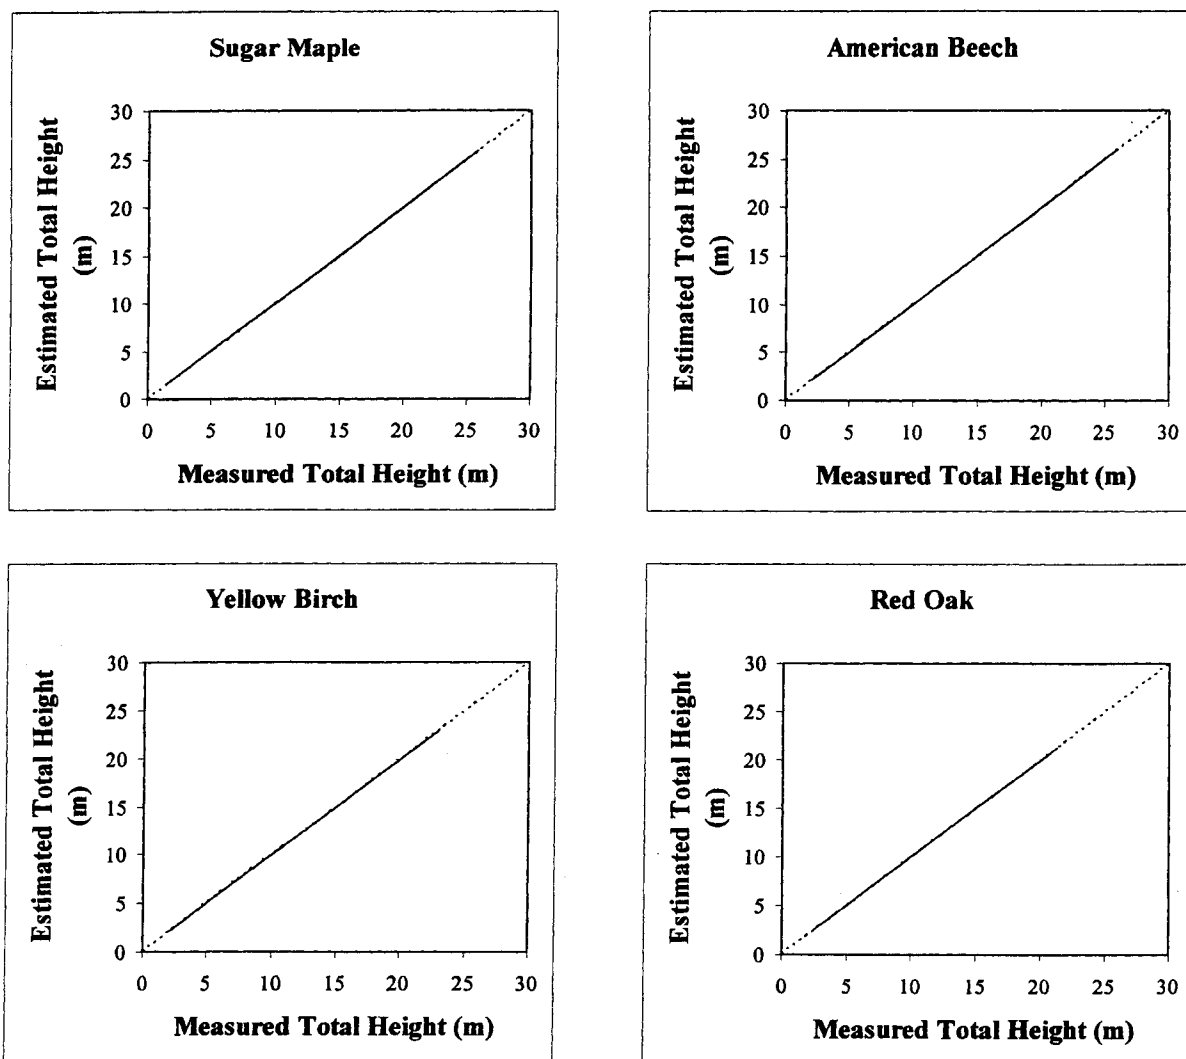 Sugar Maple
Estimated Total Height
(m)
30
25
20
15
10
5
0
0 5 10 15 20 25 30
Measured Total Height (m)
American Beech
Estimated Total Height
(m)
30
25
20
15
10
5
0
0 5 10 15 20 25 30
Measured Total Height (m)
Yellow Birch
Estimated Total Height
(m)
30
25
20
15
10
5
0
0 5 10 15 20 25 30
Measured Total Height (m)
Red Oak
Estimated Total Height
(m)
30
25
20
15
10
5
0
0 5 10 15 20 25 30
Measured Total Height (m)